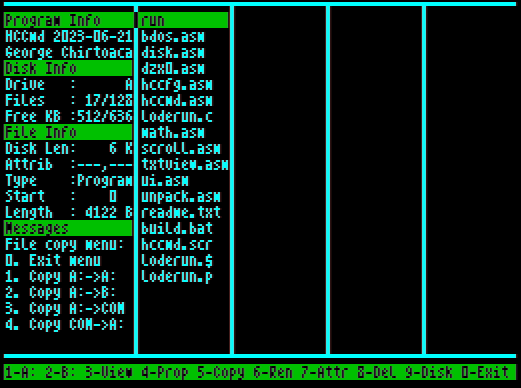 Program Info
HCCmd 2023-06-21
George Chirtoaca
Disk Info
Drive : A
Files : 17/128
Free KB :512/636
File Info
Disk Len: 6 K
Attrib :---,---
Type :Program
Start : 0
Length : 4122 B
Messages
File copy menu:
0. Exit menu
1. Copy A:->A:
2. Copy A:->B:
3. Copy A:->COM
4. Copy COM->A:
run
bdos.asm
disk.asm
dzx0.asm
hccfg.asm
hccmd.asm
loderun.c
math.asm
scroll.asm
txtview.asm
ui.asm
unpack.asm
readme.txt
build.bat
hccmd.scr
loderun.$
loderun.p
1-A: 2-B: 3-View 4-Prop 5-Copy 6-Ren 7-Attr 8-Del 9-Disk 0-Exit